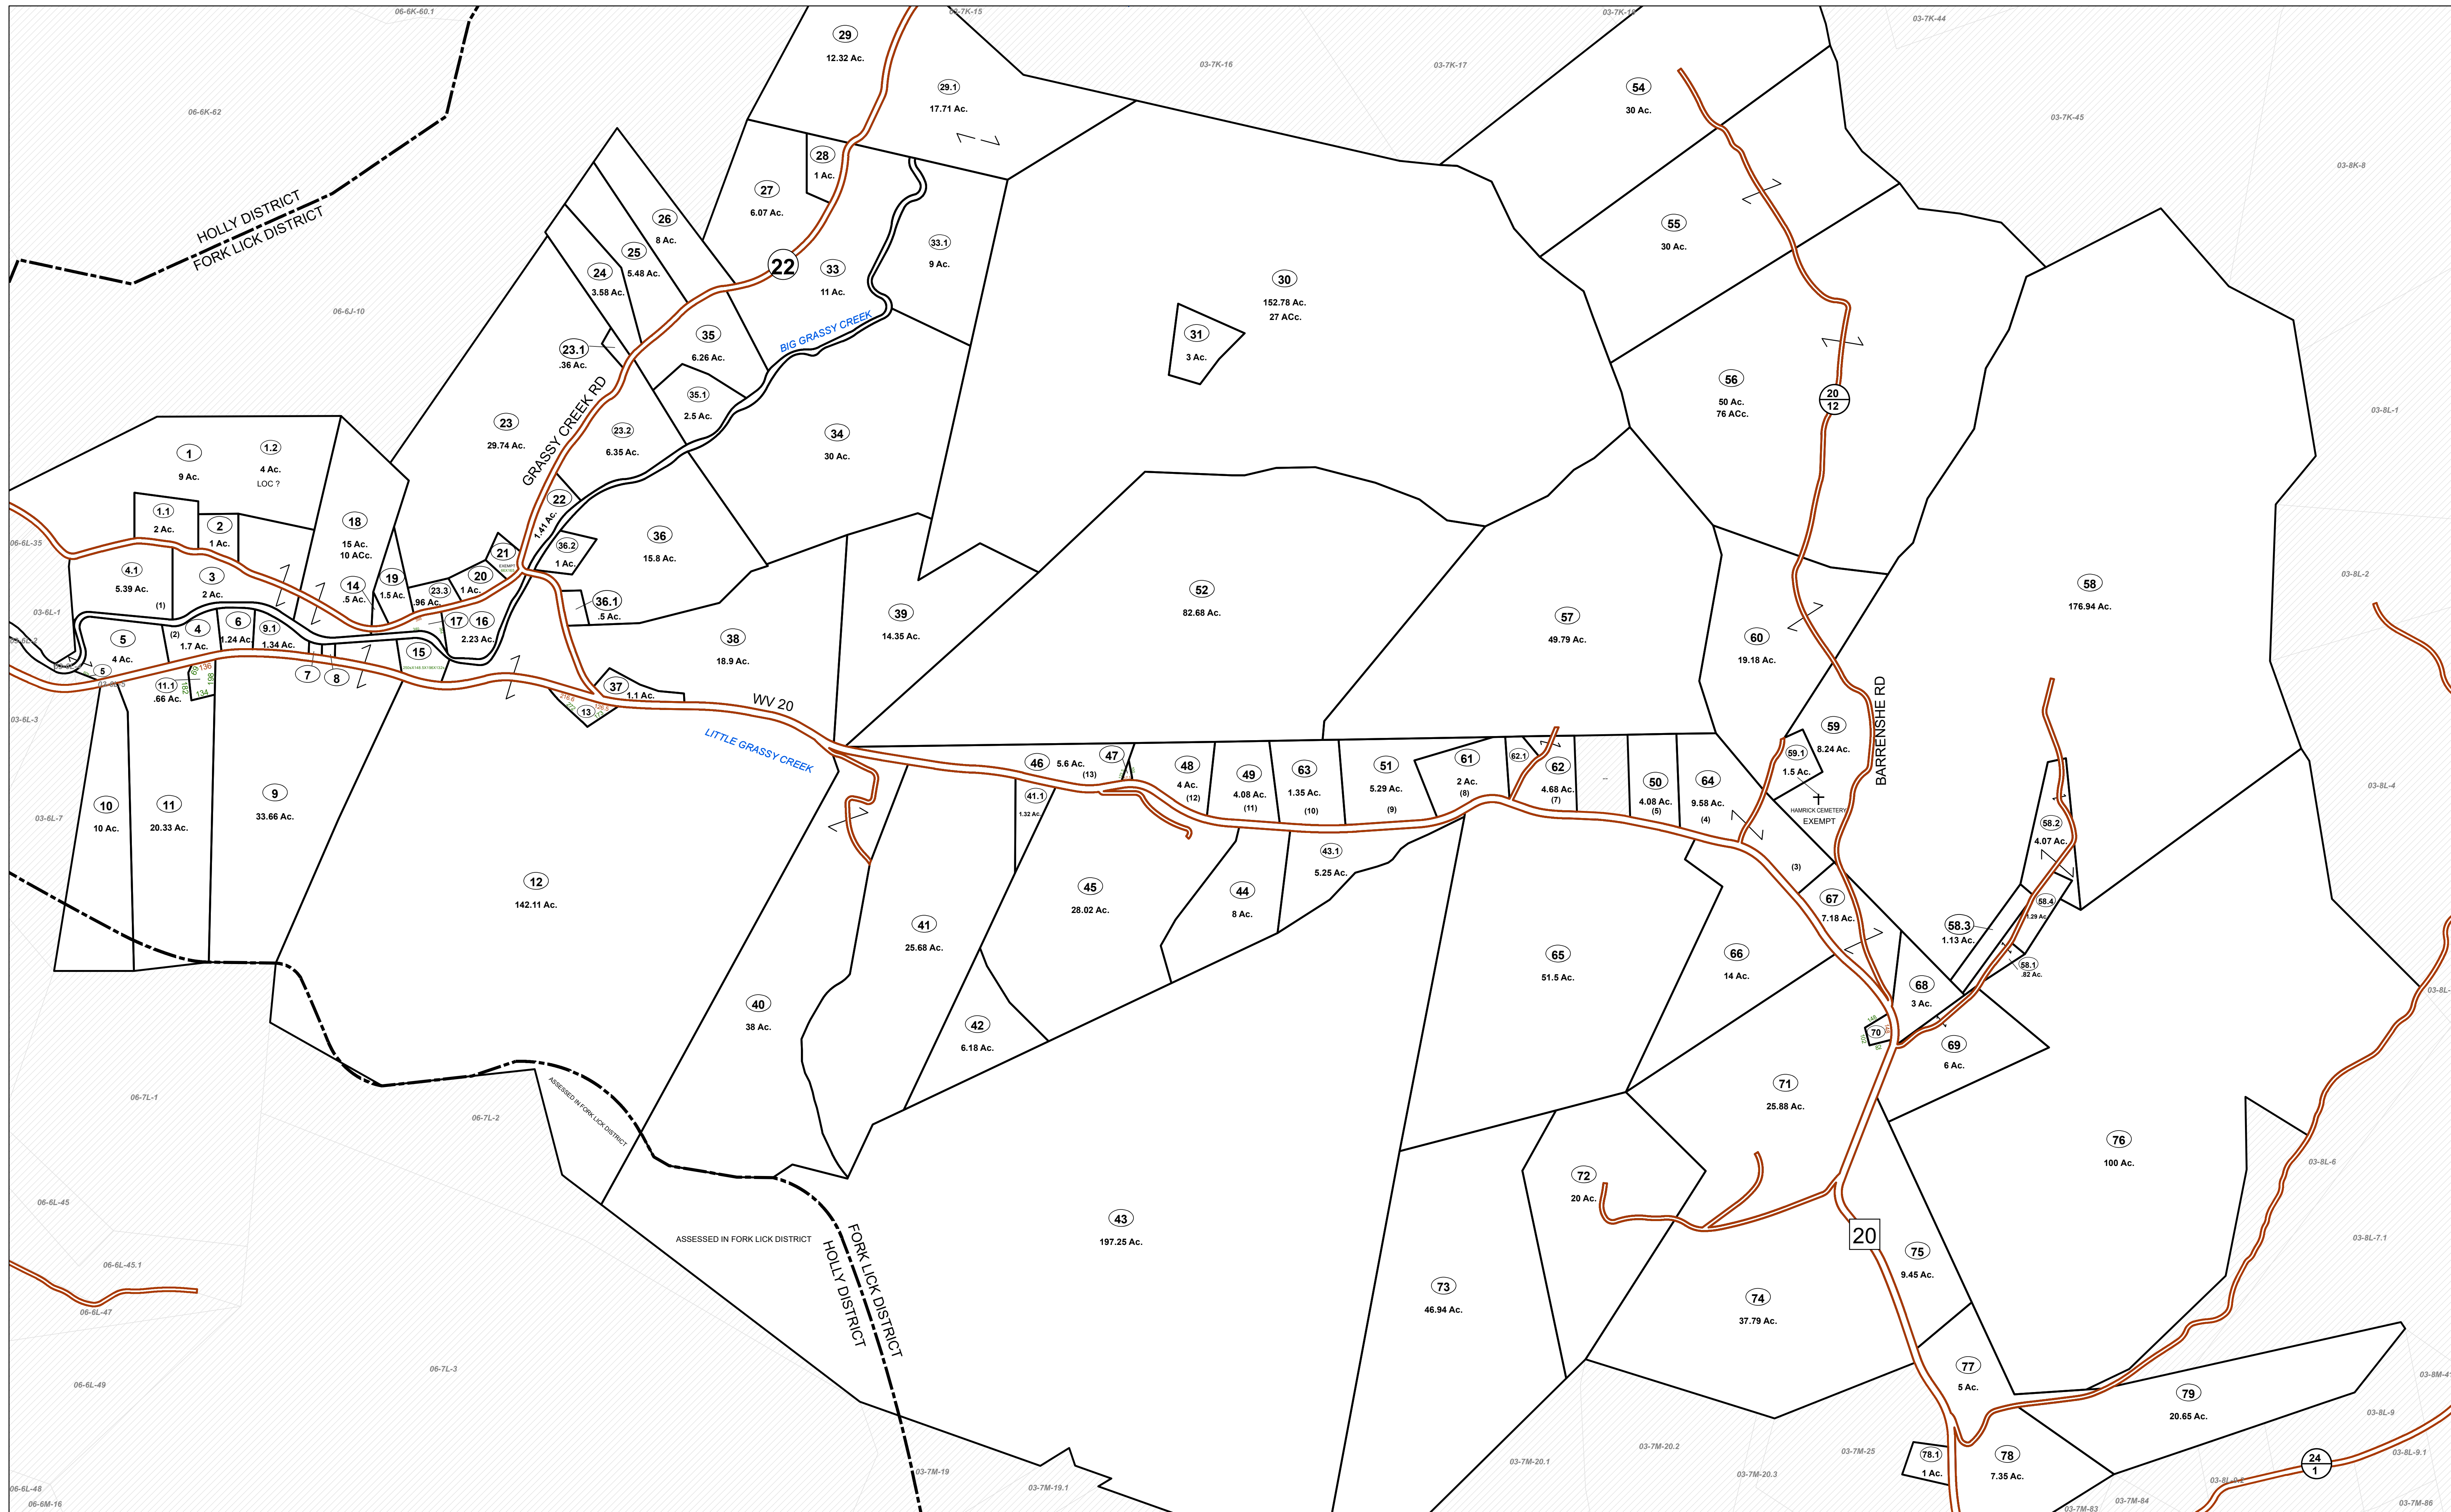 06-6K-60.1
03-7K-15
03-7K-44
03-7K-16
03-7K-17
03-7K-45
03-8K-8
06-6K-62
HOLLY DISTRICT
FORK LICK DISTRICT
06-6J-10
29
12.32 Ac.
29.1
17.71 Ac.
54
30 Ac.
28
1 Ac.
27
6.07 Ac.
26
8 Ac.
25
5.48 Ac.
24
3.58 Ac.
22
33
11 Ac.
33.1
9 Ac.
BIG GRASSY CREEK
30
152.78 Ac.
27 ACc.
31
3 Ac.
55
30 Ac.
56
50 Ac.
76 ACc.
20
12
03-8L-1
35
6.26 Ac.
23.1
.36 Ac.
35.1
2.5 Ac.
GRASSY CREEK RD
23
29.74 Ac.
23.2
6.35 Ac.
34
30 Ac.
22
1.41 Ac.
1
9 Ac.
1.2
4 Ac.
LOC ?
1.1
2 Ac.
2
1 Ac.
18
15 Ac.
10 ACc.
36
15.8 Ac.
36.2
1 Ac.
21
EXEMPT
20
1 Ac.
06-6L-35
4.1
5.39 Ac.
(1)
3
2 Ac.
14
.5 Ac.
19
1.5 Ac.
23.3
.96 Ac.
36.1
.5 Ac.
52
82.68 Ac.
57
49.79 Ac.
58
176.94 Ac.
03-8L-2
39
14.35 Ac.
38
18.9 Ac.
60
19.18 Ac.
03-6L-1
5
4 Ac.
(2)
4
1.7 Ac.
6
1.24 Ac.
9.1
1.34 Ac.
17
16
2.23 Ac.
15
7
8
5
11.1
.66 Ac.
136
182
198
134
37
1.1 Ac.
13
WV 20
LITTLE GRASSY CREEK
03-6L-3
46
5.6 Ac.
(13)
47
48
4 Ac.
(12)
49
4.08 Ac.
(11)
63
1.35 Ac.
(10)
51
5.29 Ac.
(9)
61
2 Ac.
(8)
62.1
62
4.68 Ac.
(7)
--
50
4.08 Ac.
(5)
64
9.58 Ac.
(4)
59
8.24 Ac.
59.1
1.5 Ac.
HAMRICK CEMETERY
EXEMPT
BARRENSHE RD
03-8L-4
03-6L-7
10
10 Ac.
11
20.33 Ac.
9
33.66 Ac.
12
142.11 Ac.
41.1
1.32 Ac.
43.1
5.25 Ac.
45
28.02 Ac.
44
8 Ac.
41
25.68 Ac.
(3)
67
7.18 Ac.
58.2
4.07 Ac.
58.4
1.29 Ac.
58.3
1.13 Ac.
58.1
.82 Ac.
65
51.5 Ac.
66
14 Ac.
68
3 Ac.
70
69
6 Ac.
40
38 Ac.
42
6.18 Ac.
71
25.88 Ac.
ASSESSED IN FORK LICK DISTRICT
06-7L-1
06-7L-2
72
20 Ac.
76
100 Ac.
03-8L-6
06-6L-45
ASSESSED IN FORK LICK DISTRICT
FORK LICK DISTRICT
HOLLY DISTRICT
43
197.25 Ac.
20
75
9.45 Ac.
03-8L-7.1
06-6L-45.1
06-6L-47
73
46.94 Ac.
74
37.79 Ac.
06-7L-3
06-6L-49
77
5 Ac.
79
20.65 Ac.
03-8L-9
78.1
1 Ac.
78
7.35 Ac.
24
1
03-8L-9.1
03-7M-19
03-7M-19.1
03-7M-20.1
03-7M-20.2
03-7M-20.3
03-7M-25
06-6L-48
06-6M-16
03-7M-83
03-7M-84
03-7M-86